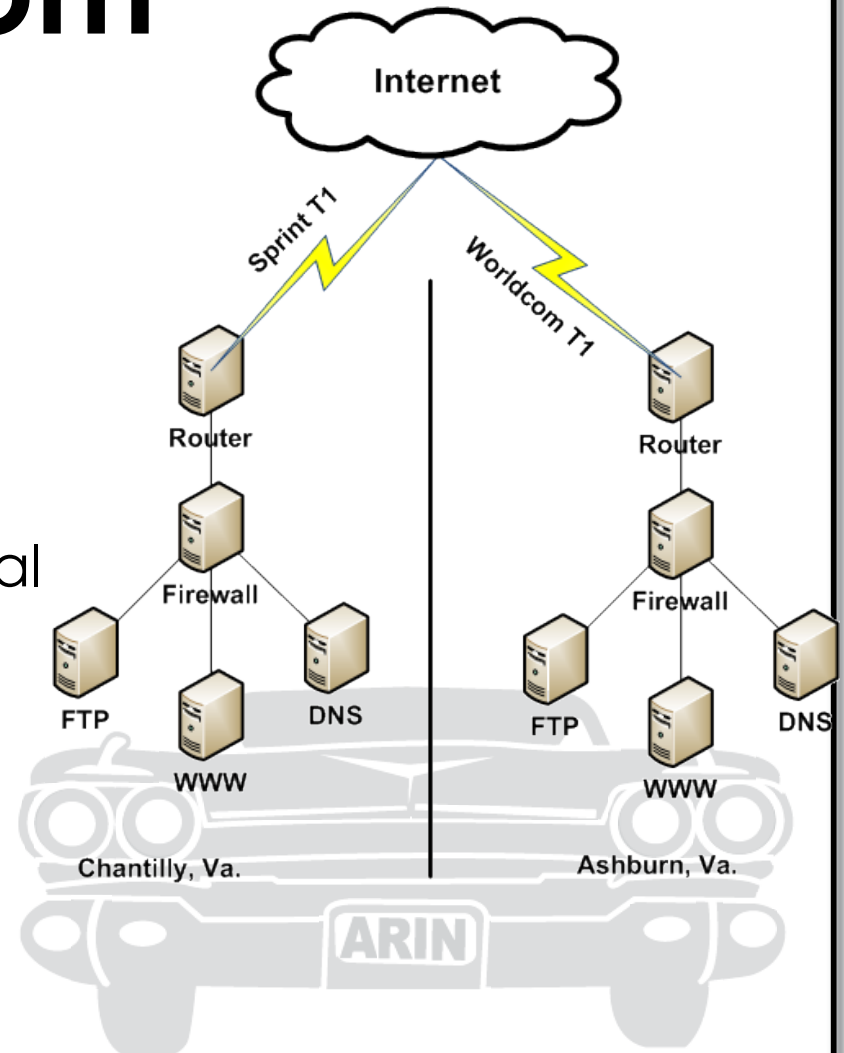 Internet
Sprint T1
Worldcom T1
Router
Router
Firewall
Firewall
FTP
DNS
WWW
FTP
DNS
WWW
Chantilly, Va.
Ashburn, Va.
ARIN